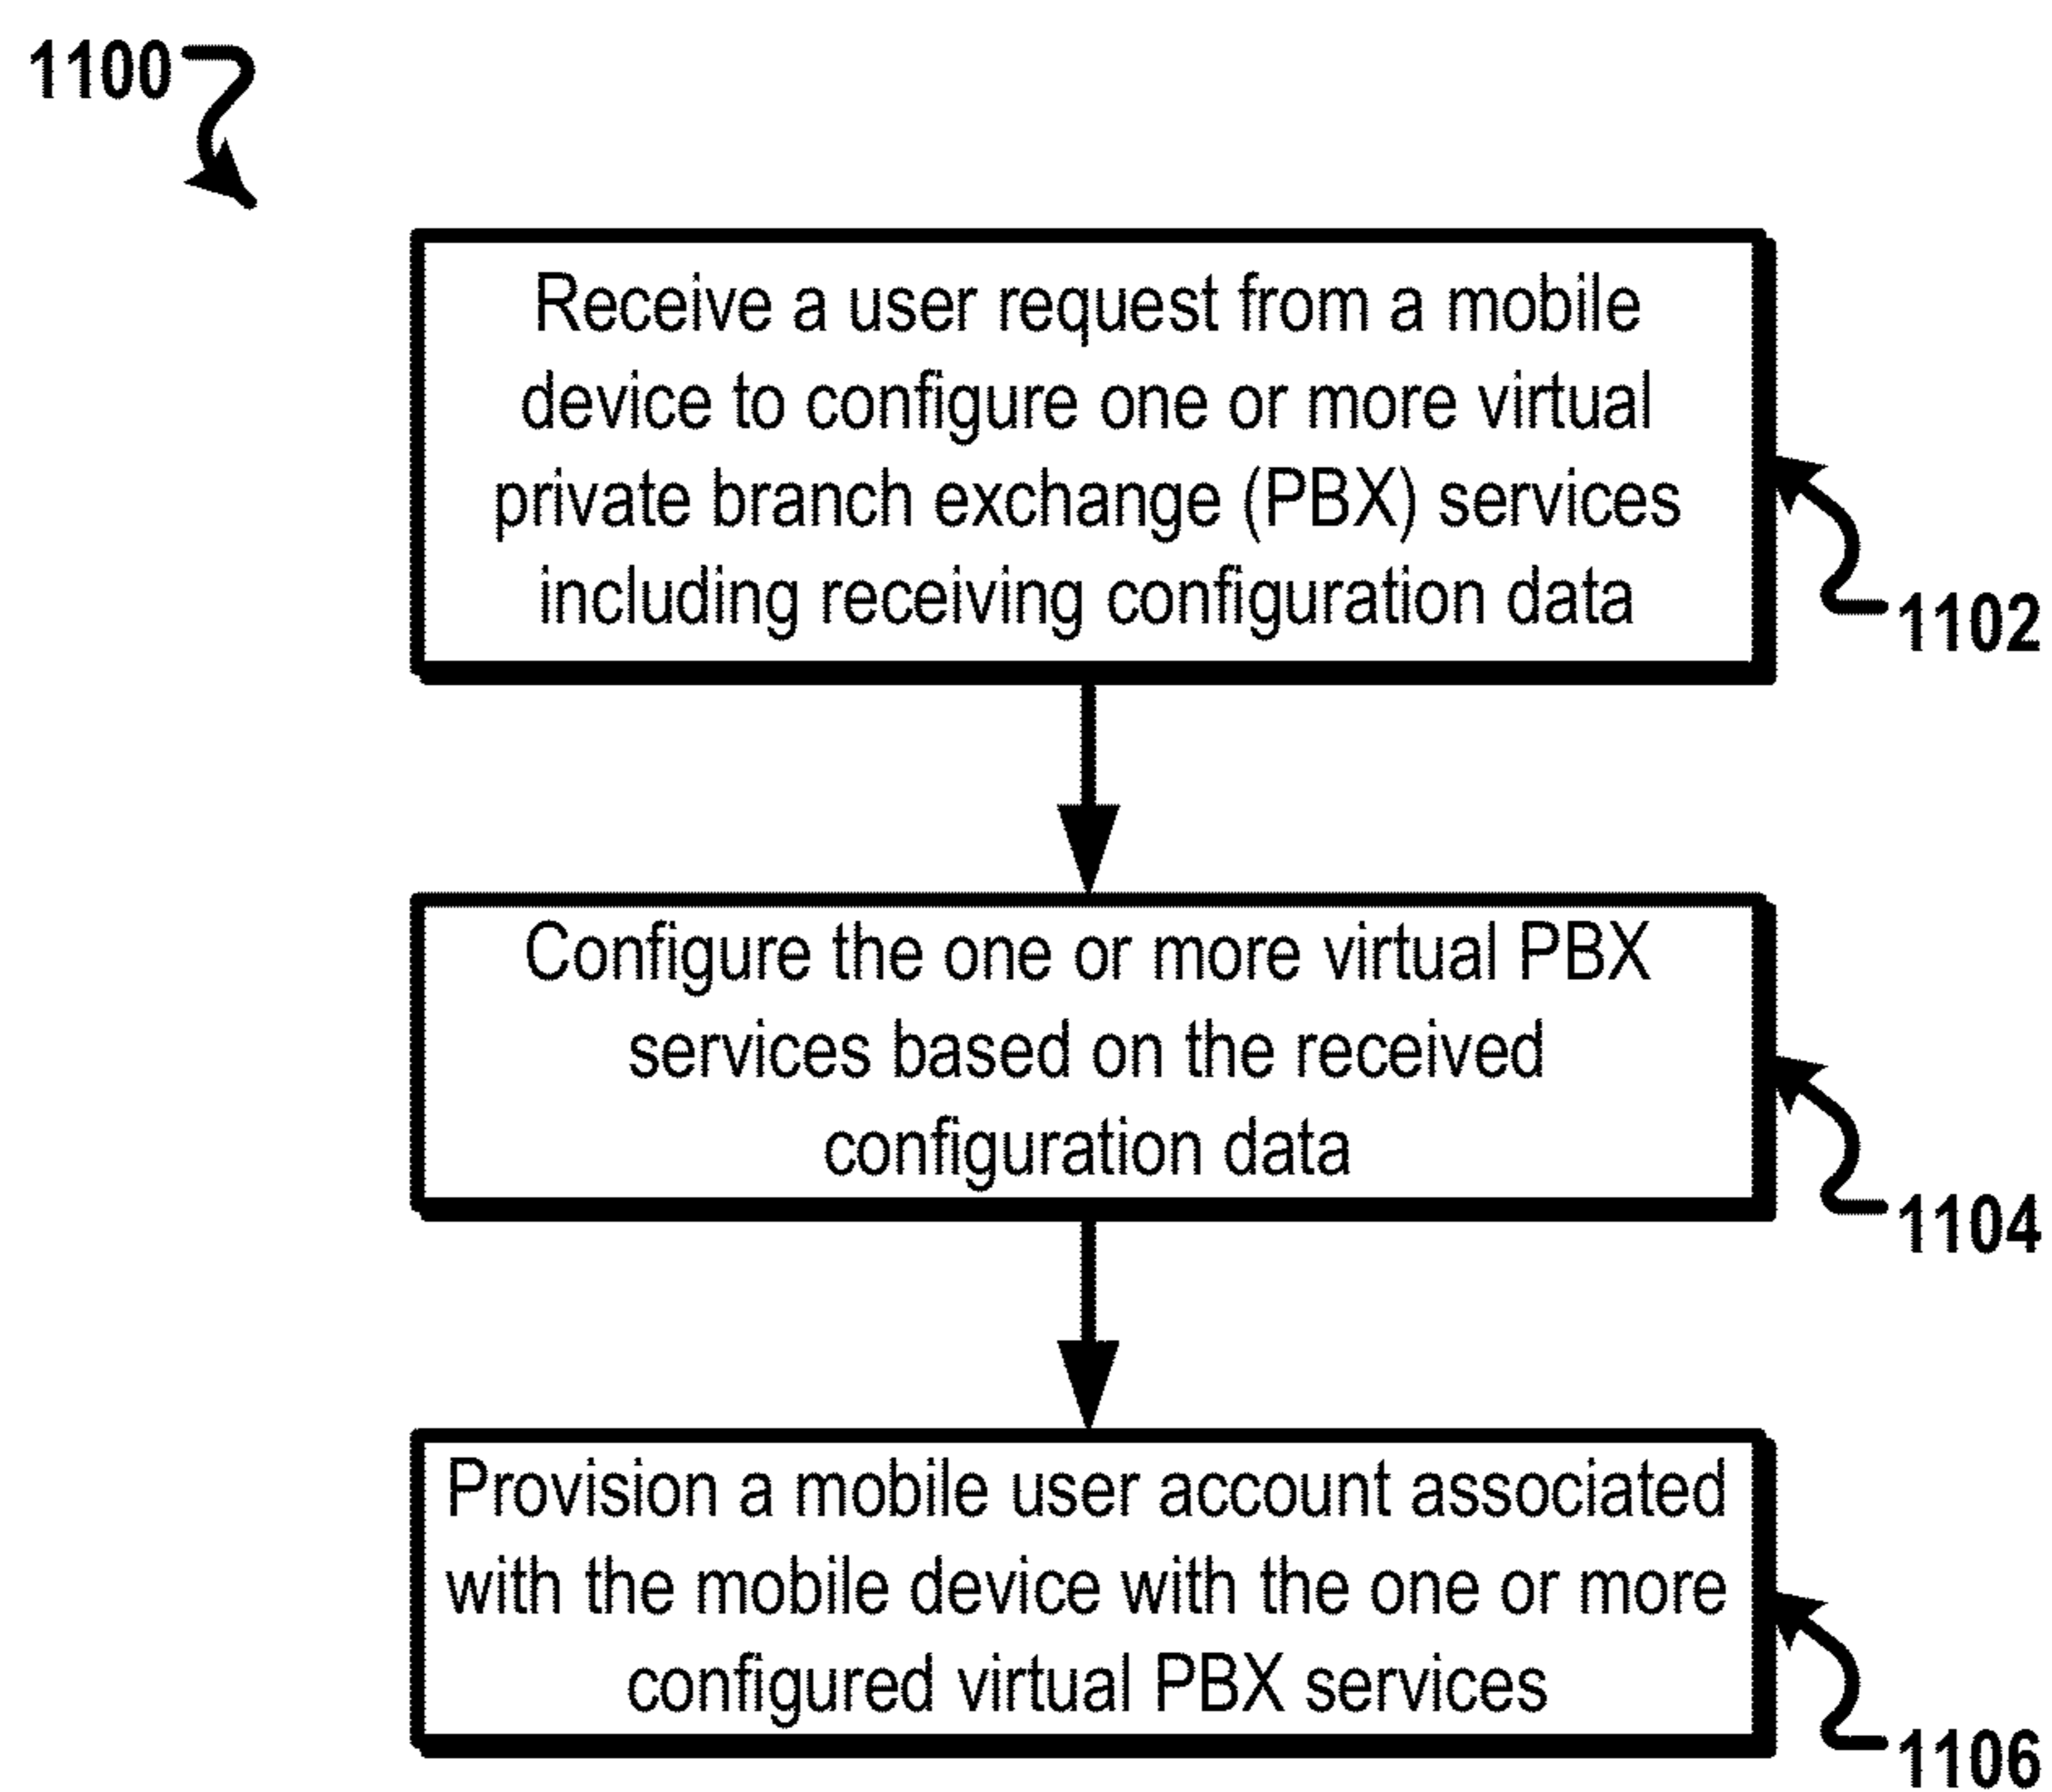 1100
Receive a user request from a mobile
device to configure one or more virtual
private branch exchange (PBX) services
including receiving configuration data
1102
Configure the one or more virtual PBX
services based on the received
configuration data
1104
Provision a mobile user account associated
with the mobile device with the one or more
configured virtual PBX services
1106